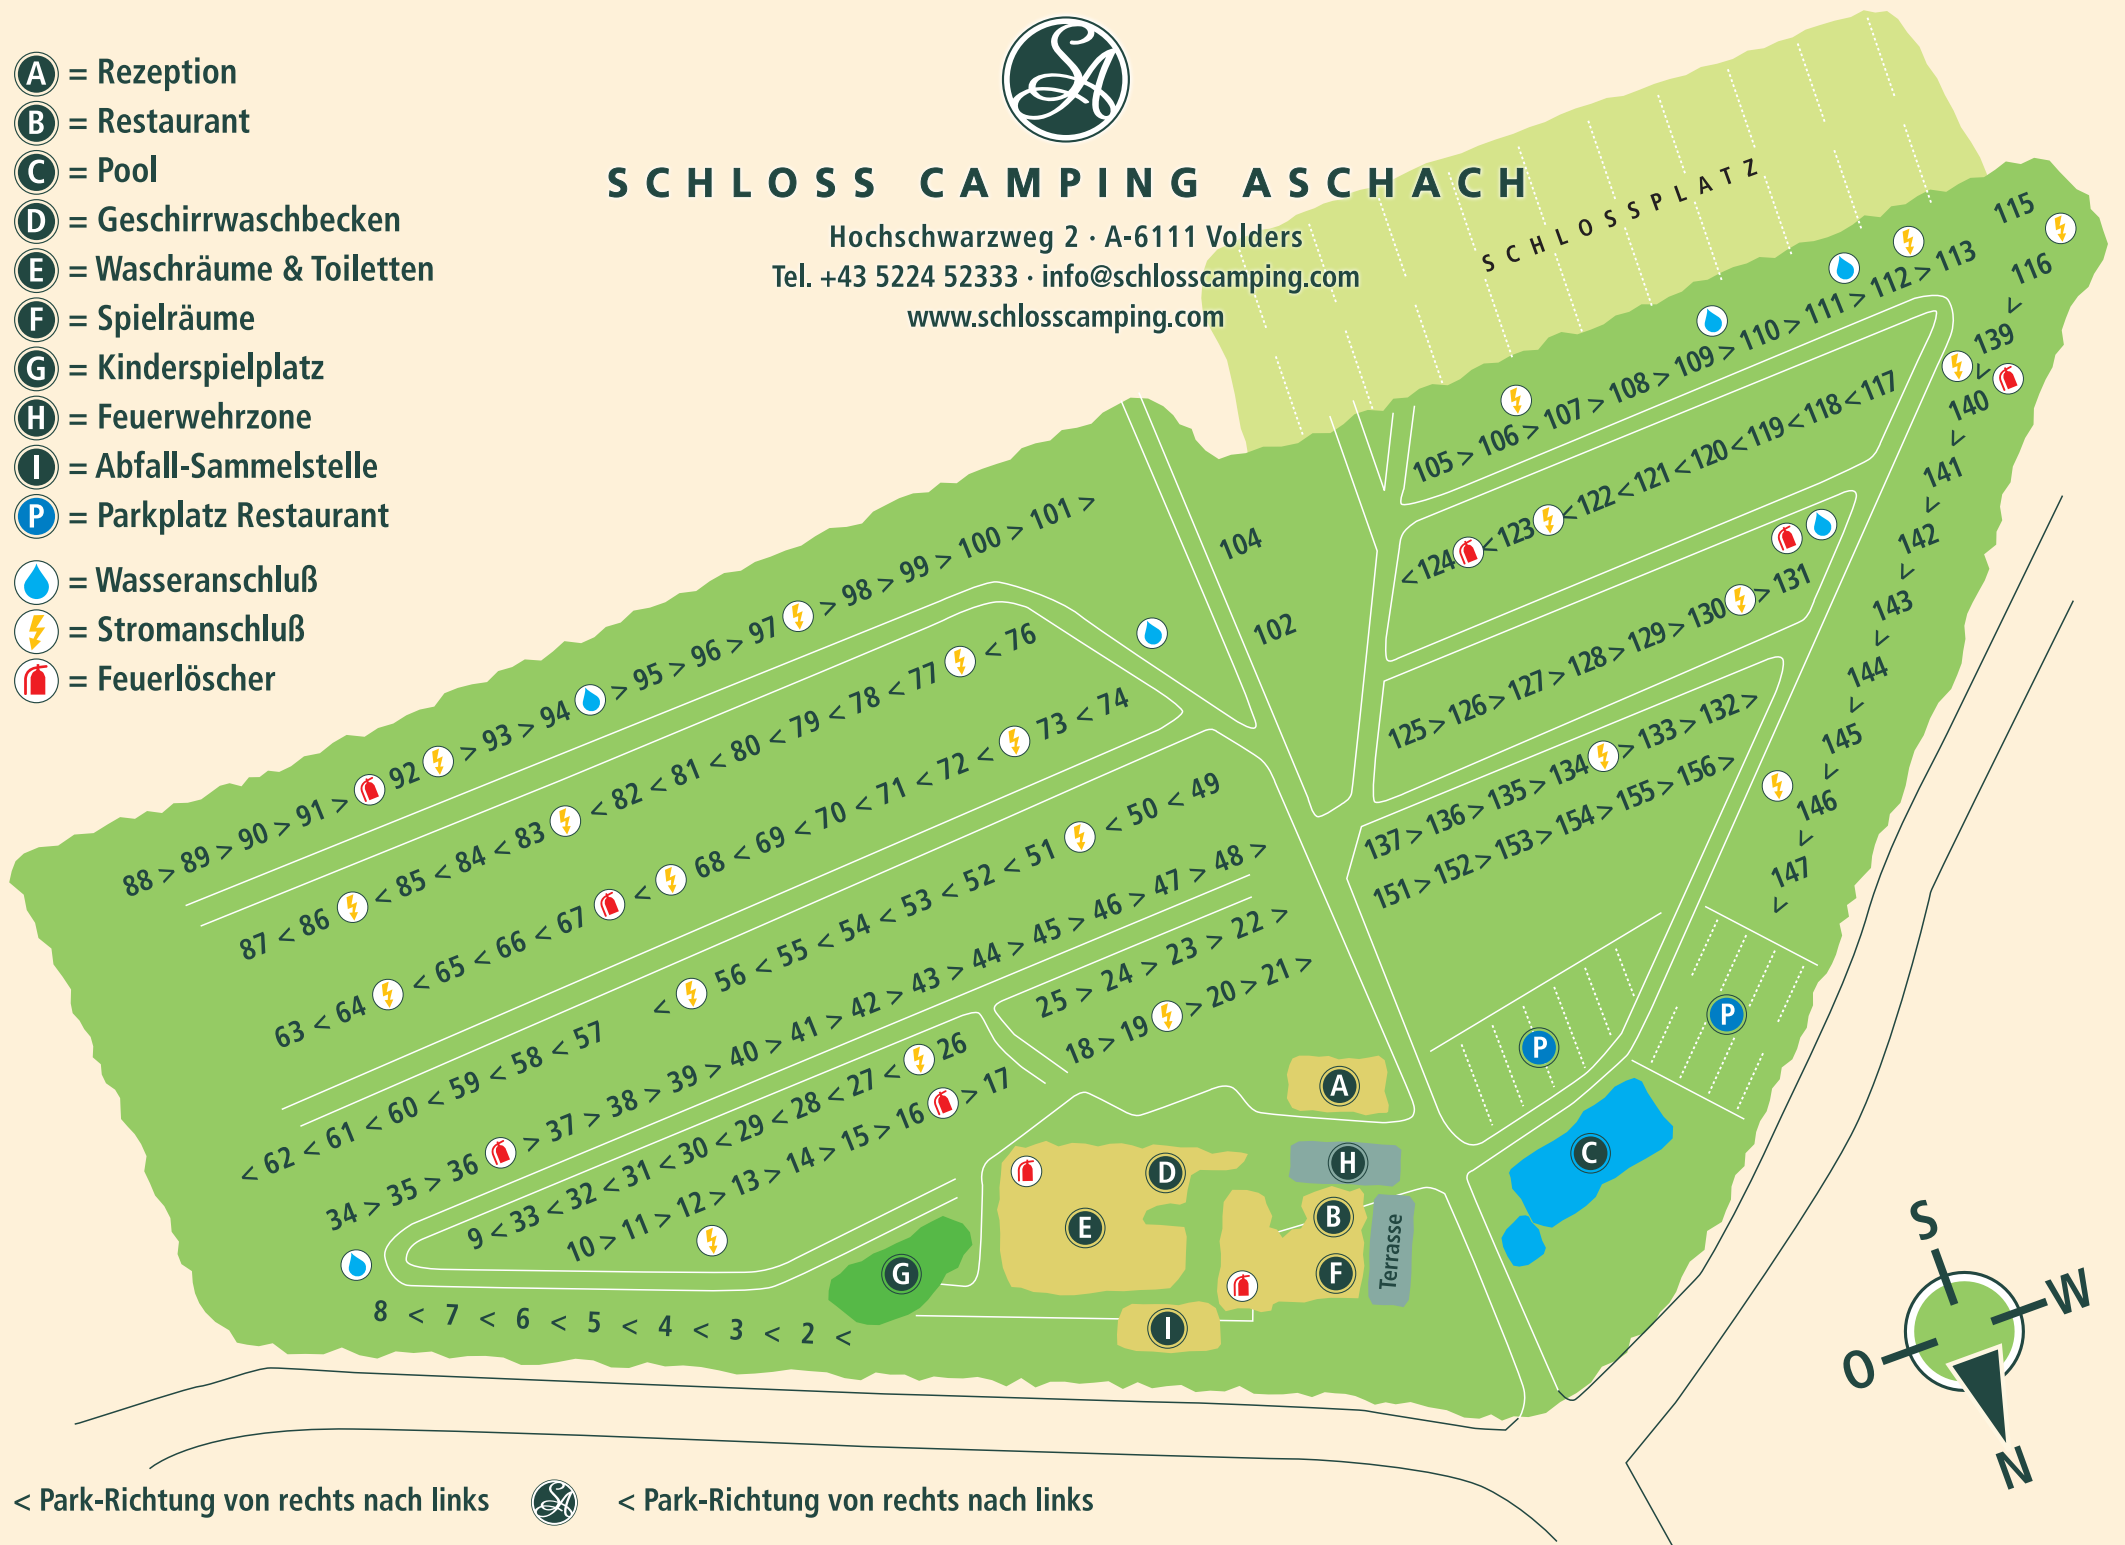 A = Rezeption
B = Restaurant
C = Pool
D = Geschirrwaschbecken
E = Waschräume & Toiletten
F = Spielräume
G = Kinderspielplatz
H = Feuerwehrzone
I = Abfall-Sammelstelle
P = Parkplatz Restaurant
= Wasseranschluß
= Stromanschluß
= Feuerlöscher
SA
SCHLOSS CAMPING ASCHACH
Hochschwarzweg 2 · A-6111 Volders
Tel. +43 5224 52333 · info@schlosscamping.com
www.schlosscamping.com
SCHLOSSPLATZ
115
116
<
139
<
140
<
141
<
142
<
143
<
144
<
145
<
146
<
147
<
105 > 106 > 107 > 108 > 109 > 110 > 111 > 112 > 113
< 124 < 123 < 122 < 121 < 120 < 119 < 118 < 117
125 > 126 > 127 > 128 > 129 > 130 > 131
137 > 136 > 135 > 134 > 133 > 132 >
151 > 152 > 153 > 154 > 155 > 156 >
104
102
88 > 89 > 90 > 91 > 92 > 93 > 94 > 95 > 96 > 97 > 98 > 99 > 100 > 101 >
87 < 86 < 85 < 84 < 83 < 82 < 81 < 80 < 79 < 78 < 77 < 76
63 < 64 < 65 < 66 < 67 < 68 < 69 < 70 < 71 < 72 < 73 < 74
< 62 < 61 < 60 < 59 < 58 < 57 < 56 < 55 < 54 < 53 < 52 < 51 < 50 < 49
34 > 35 > 36 > 37 > 38 > 39 > 40 > 41 > 42 > 43 > 44 > 45 > 46 > 47 > 48 >
25 > 24 > 23 > 22 >
18 > 19 > 20 > 21 >
9 < 33 < 32 < 31 < 30 < 29 < 28 < 27 < 26
10 > 11 > 12 > 13 > 14 > 15 > 16 > 17
8 < 7 < 6 < 5 < 4 < 3 < 2 <
P
P
A
C
H
D
B
E
F
G
I
Terrasse
S
W
O
N
< Park-Richtung von rechts nach links
SA
< Park-Richtung von rechts nach links